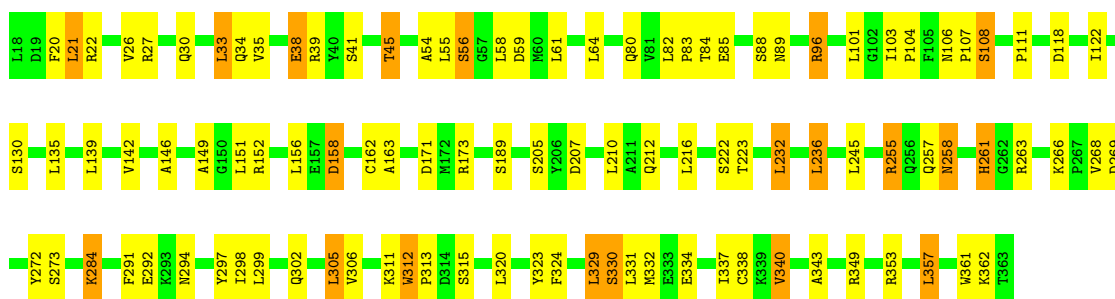 L18 D19 F20 L21 R22 V26 R27 Q30 L33 Q34 V35 E38 R39 Y40 S41 T45 A54 L55 S56 G57 L58 D59 M60 L61 L64 Q80 V81 L82 P83 T84 E85 S88 N89 R96 L101 G102 I103 P104 F105 N106 P107 S108 P111 D118 I122
S130 L135 L139 V142 A146 A149 G150 L151 R152 L156 E157 D158 C162 A163 D171 M172 R173 S189 S205 Y206 D207 L210 A211 Q212 L216 S222 T223 L232 L236 L245 R255 Q256 Q257 N258 H261 G262 R263 K266 P267 V268 D269
Y272 S273 K284 F291 E292 K293 N294 Y297 I298 L299 Q302 L305 V306 K311 W312 P313 D314 S315 L320 Y323 F324 L329 S330 L331 M332 E333 E334 I337 C338 K339 V340 A343 R349 R353 L357 W361 K362 T363